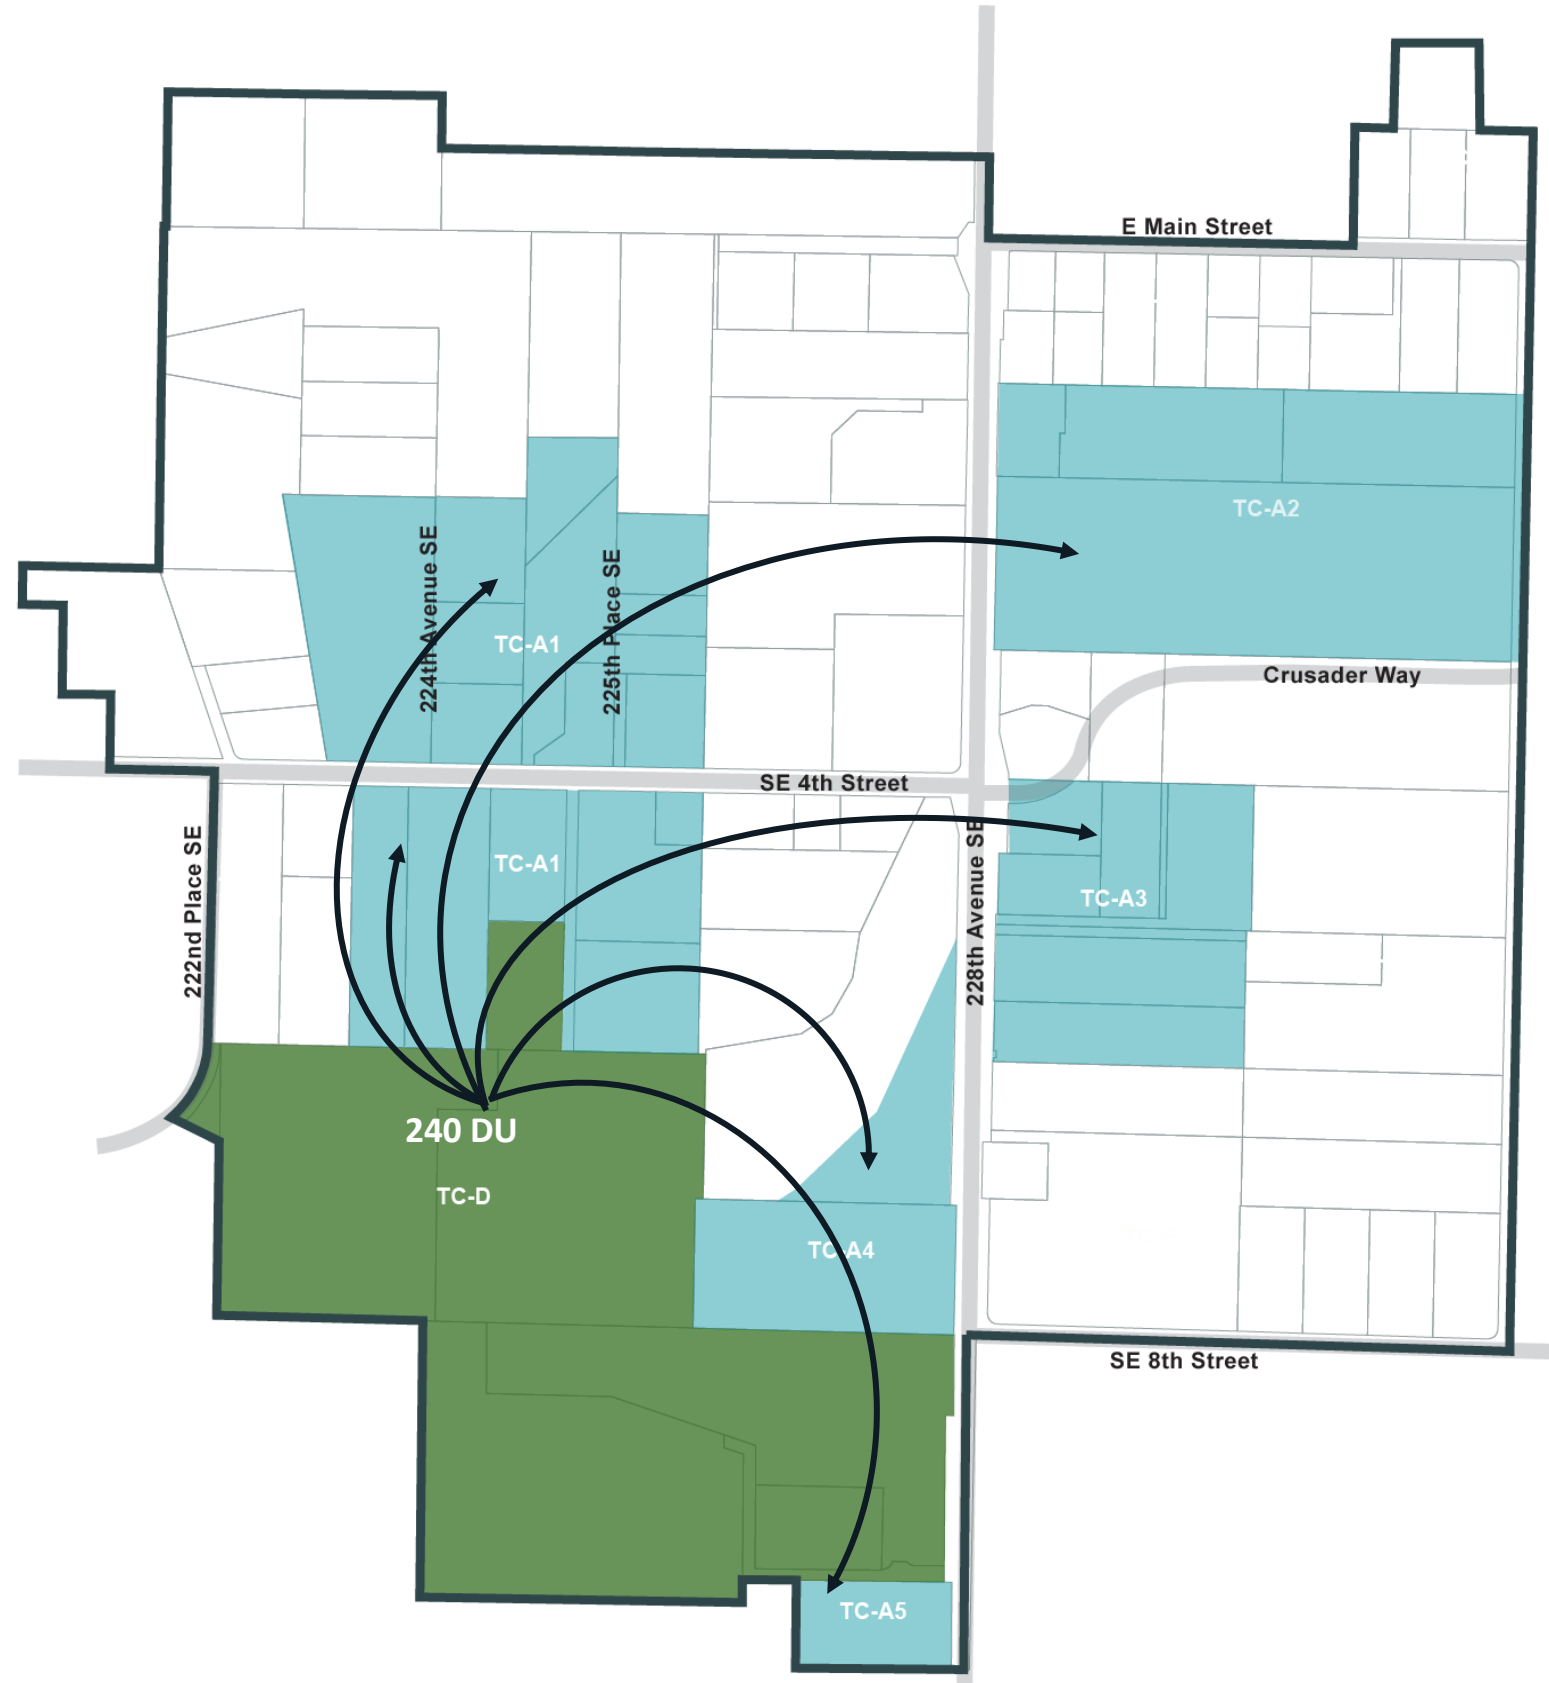 E Main Street
TC-A2
224th Avenue SE
225th Place SE
TC-A1
Crusader Way
SE 4th Street
222nd Place SE
TC-A1
228th Avenue SE
TC-A3
240 DU
TC-D
TC-A4
SE 8th Street
TC-A5